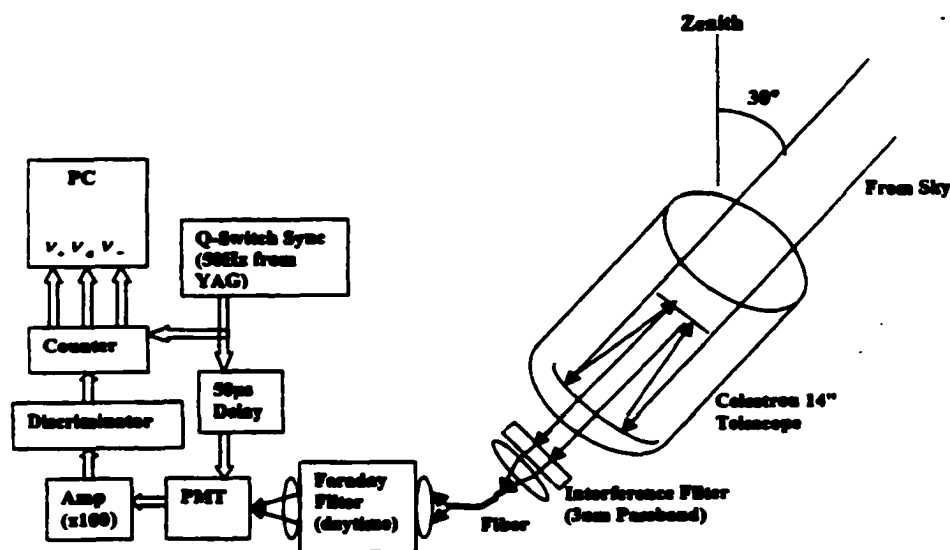 Zenith
30°
From Sky
PC
ν+ νa ν-
Q-Switch Sync
(50Hz from
YAG)
Counter
50μs
Delay
Discriminator
Celestron 14"
Telescope
Amp
(x100)
PMT
Faraday
Filter
(daytime)
Fiber
Interference Filter
(3nm Passband)